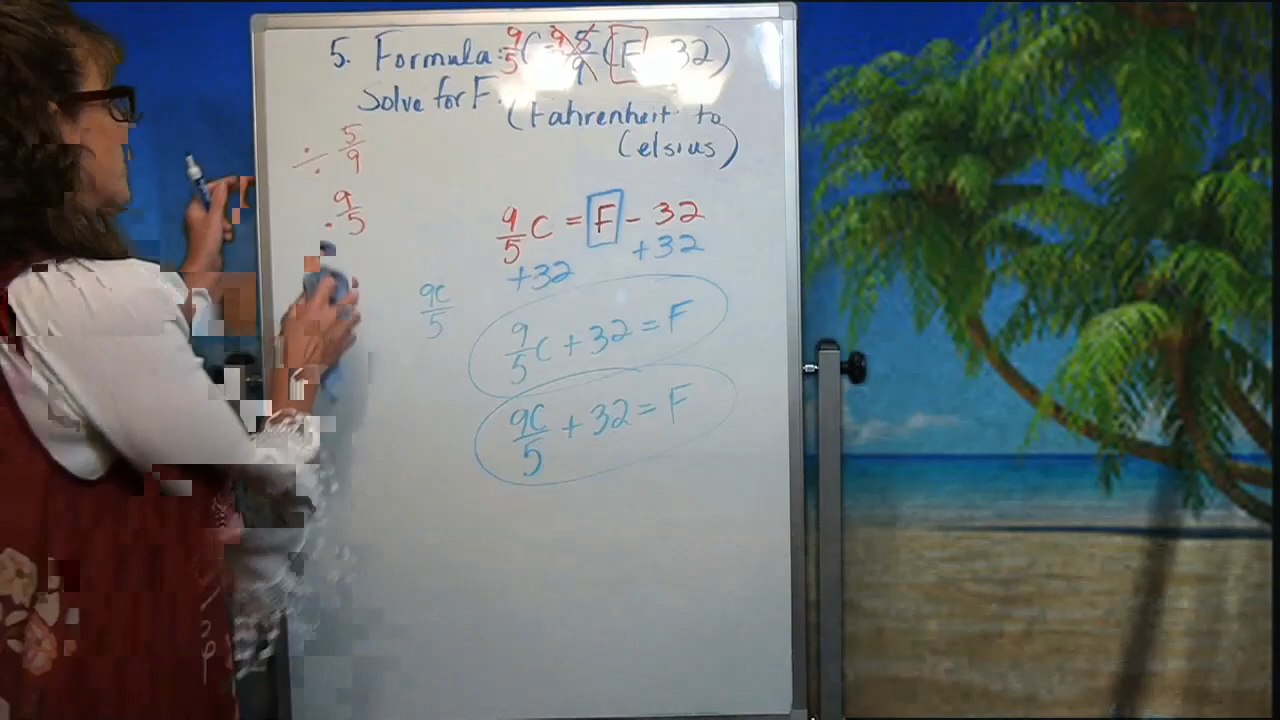 5. Formula: 9/5 C = 9/5 5/9 (F - 32)
Solve for F.
(Fahrenheit to
Celsius)
÷ 5/9
· 9/5
9/5 C = F - 32
+32 +32
9C/5
9/5 C + 32 = F
9C/5 + 32 = F